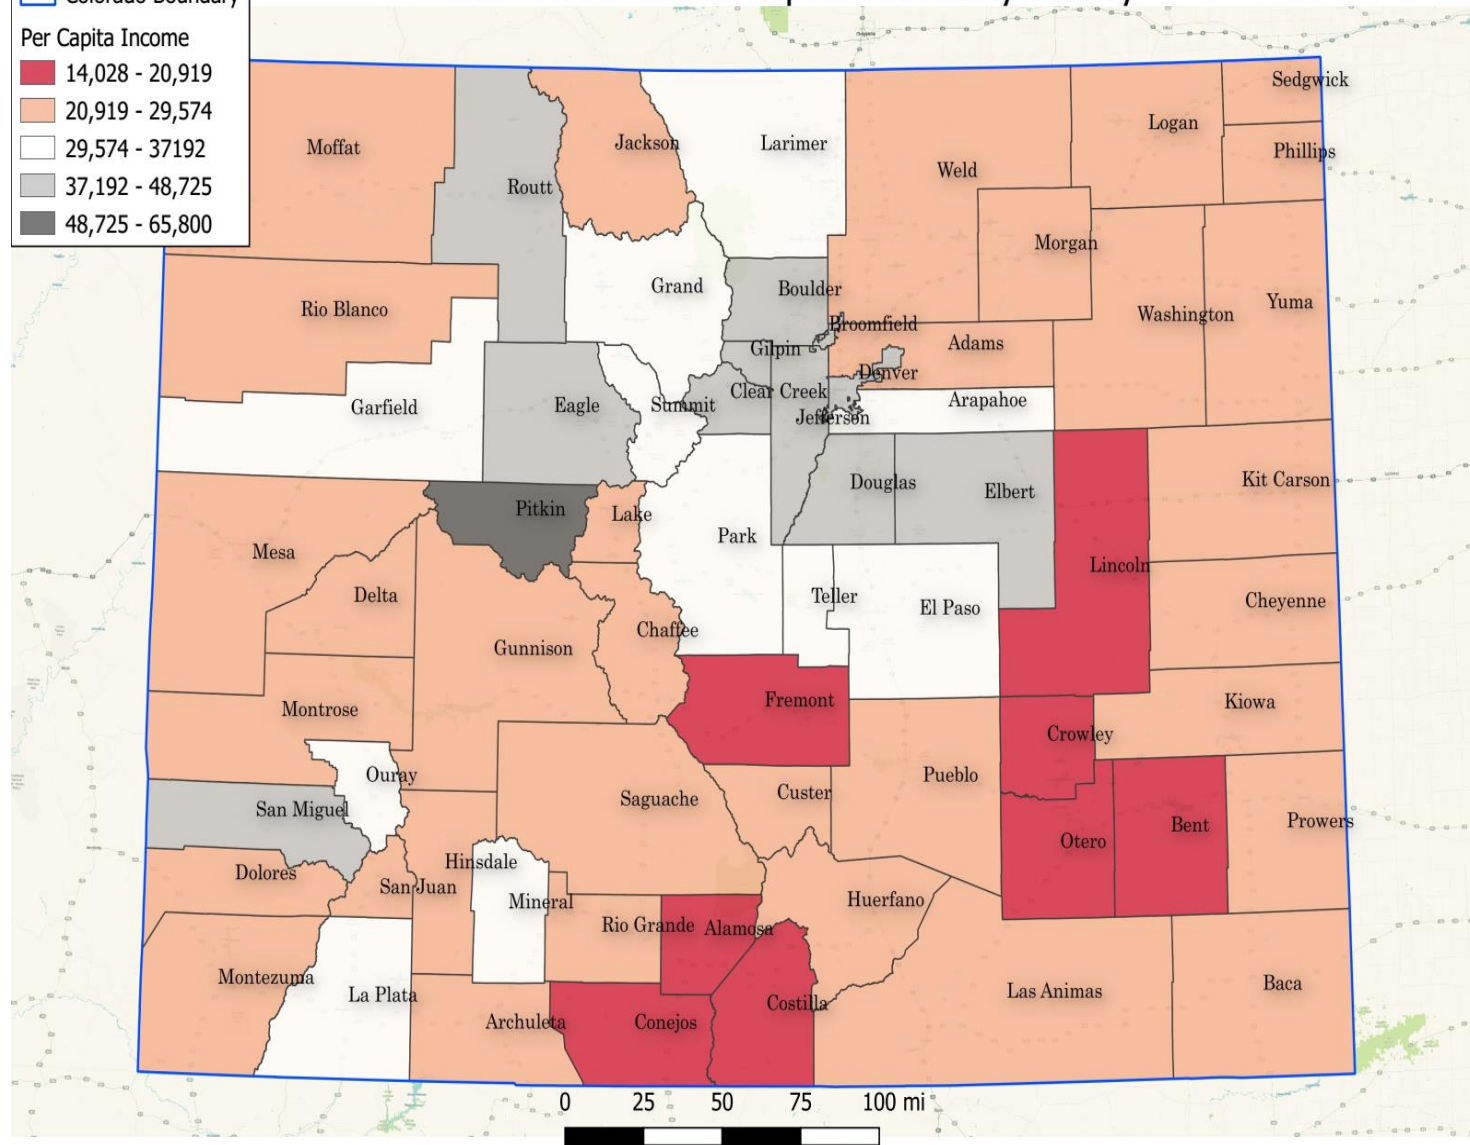 Colorado Boundary
Per Capita Income
14,028 - 20,919
20,919 - 29,574
29,574 - 37192
37,192 - 48,725
48,725 - 65,800
Sedgwick
Logan
Moffat
Jackson
Larimer
Phillips
Weld
Routt
Morgan
Grand
Boulder
Rio Blanco
Washington
Yuma
Broomfield
Gilpin
Adams
Denver
Clear Creek
Arapahoe
Garfield
Eagle
Summit
Jefferson
Kit Carson
Douglas
Elbert
Pitkin
Lake
Park
Mesa
Lincoln
Delta
Teller
El Paso
Cheyenne
Chaffee
Gunnison
Fremont
Kiowa
Montrose
Crowley
Ouray
Pueblo
Custer
Saguache
San Miguel
Prowers
Bent
Otero
Hinsdale
Dolores
San Juan
Mineral
Huerfano
Rio Grande
Alamosa
Montezuma
La Plata
Las Animas
Baca
Costilla
Archuleta
Conejos
0 25 50 75 100 mi